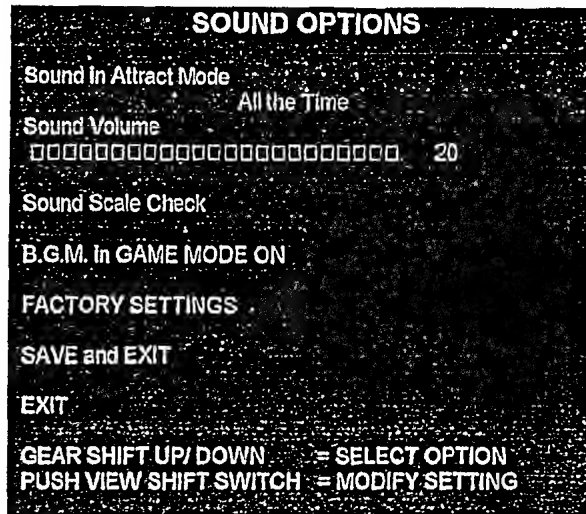 SOUND OPTIONS
Sound in Attract Mode
All the Time
Sound Volume
▯▯▯▯▯▯▯▯▯▯▯▯▯▯▯▯▯▯▯▯▯▯▯ 20
Sound Scale Check
B.G.M. in GAME MODE ON
FACTORY SETTINGS
SAVE and EXIT
EXIT
GEAR SHIFT UP/ DOWN = SELECT OPTION
PUSH VIEW SHIFT SWITCH = MODIFY SETTING